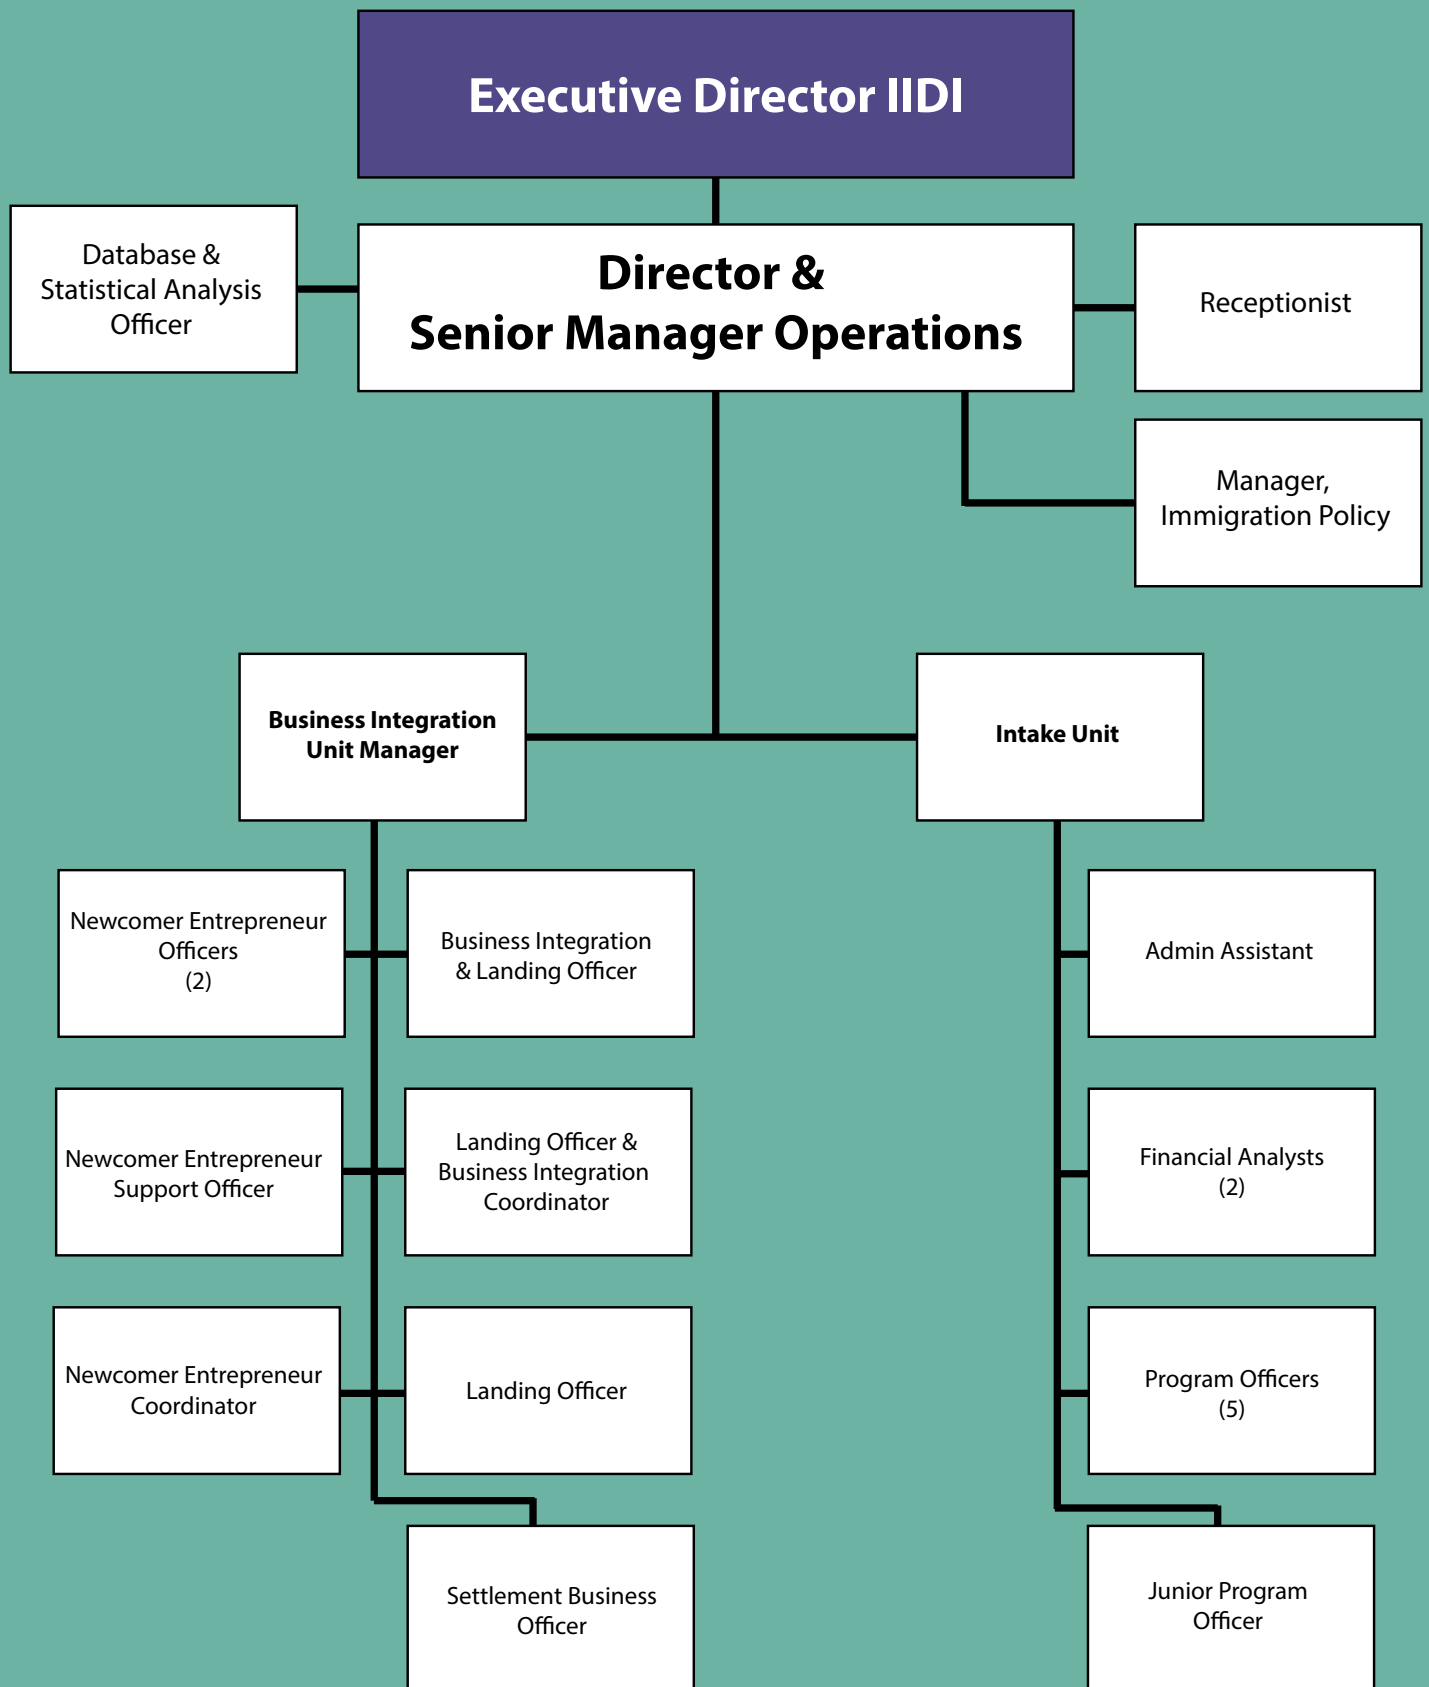 Executive Director IIDI
Database &
Statistical Analysis
Officer
Director &
Senior Manager Operations
Receptionist
Manager,
Immigration Policy
Business Integration
Unit Manager
Intake Unit
Newcomer Entrepreneur
Officers
(2)
Business Integration
& Landing Officer
Admin Assistant
Newcomer Entrepreneur
Support Officer
Landing Officer &
Business Integration
Coordinator
Financial Analysts
(2)
Newcomer Entrepreneur
Coordinator
Landing Officer
Program Officers
(5)
Settlement Business
Officer
Junior Program
Officer